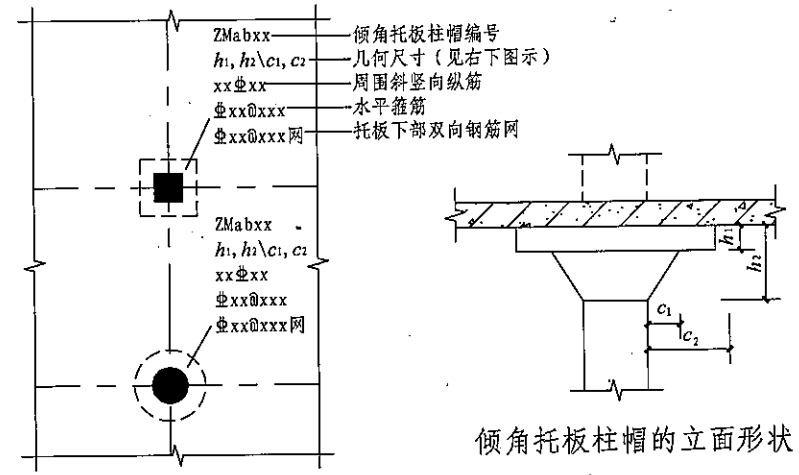 ZMabxx 倾角托板柱帽编号
h1, h2\c1, c2 几何尺寸（见右下图示）
xx⏀xx 周围斜竖向纵筋
⏀xx@xxx 水平箍筋
⏀xx@xxx网 托板下部双向钢筋网
ZMabxx
h1, h2\c1, c2
xx⏀xx
⏀xx@xxx
⏀xx@xxx网
h1
h2
c1
c2
倾角托板柱帽的立面形状